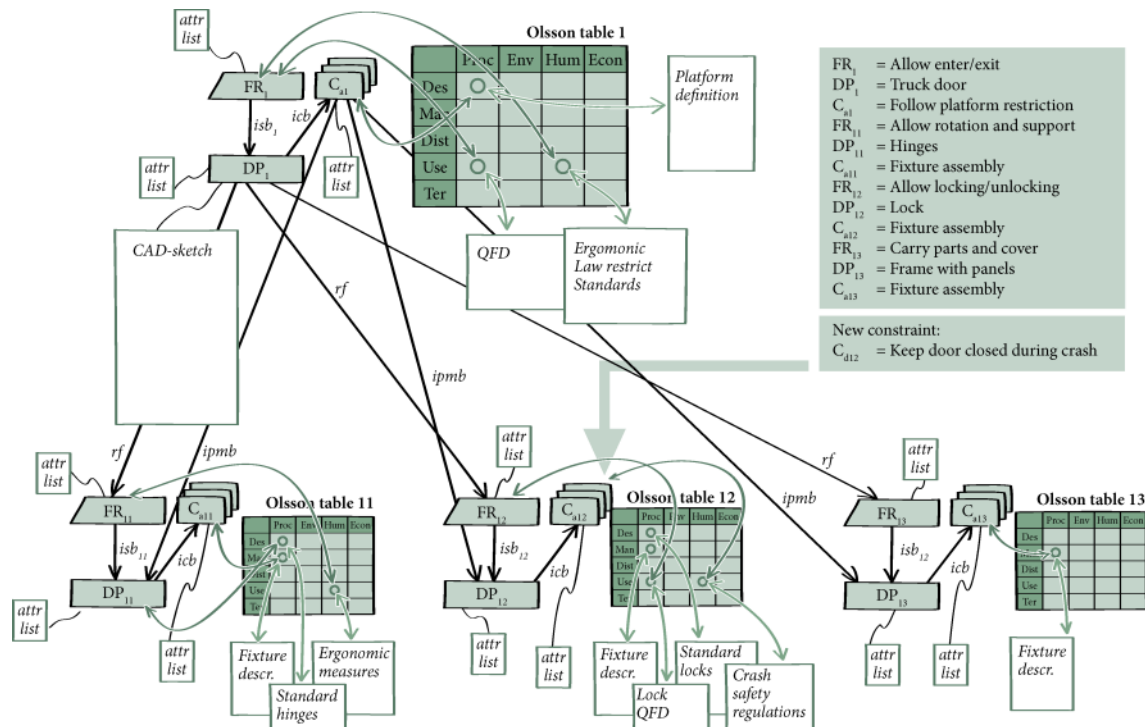 attr
list
FR1
isb1
attr
list
DP1
CAD-sketch
icb
Ca1
attr
list
Olsson table 1
Proc Env Hum Econ
Des
Man
Dist
Use
Ter
Platform
definition
QFD
Ergomonic
Law restrict
Standards
FR1 = Allow enter/exit
DP1 = Truck door
Ca1 = Follow platform restriction
FR11 = Allow rotation and support
DP11 = Hinges
Ca11 = Fixture assembly
FR12 = Allow locking/unlocking
DP12 = Lock
Ca12 = Fixture assembly
FR13 = Carry parts and cover
DP13 = Frame with panels
Ca13 = Fixture assembly
New constraint:
Cd12 = Keep door closed during crash
rf
ipmb
rf
ipmb
rf
ipmb
attr
list
FR11
isb11
DP11
attr
list
icb
Ca11
attr
list
Olsson table 11
Proc Env Hum Econ
Des
Man
Dist
Use
Ter
Fixture
descr.
Standard
hinges
Ergonomic
measures
attr
list
FR12
isb12
DP12
attr
list
icb
Ca12
attr
list
Olsson table 12
Proc Env Hum Econ
Des
Man
Dist
Use
Ter
Fixture
descr.
Lock
QFD
Standard
locks
Crash
safety
regulations
attr
list
FR13
isb12
DP13
attr
list
icb
Ca13
attr
list
Olsson table 13
Proc Env Hum Econ
Des
Dist
Use
Ter
Fixture
descr.